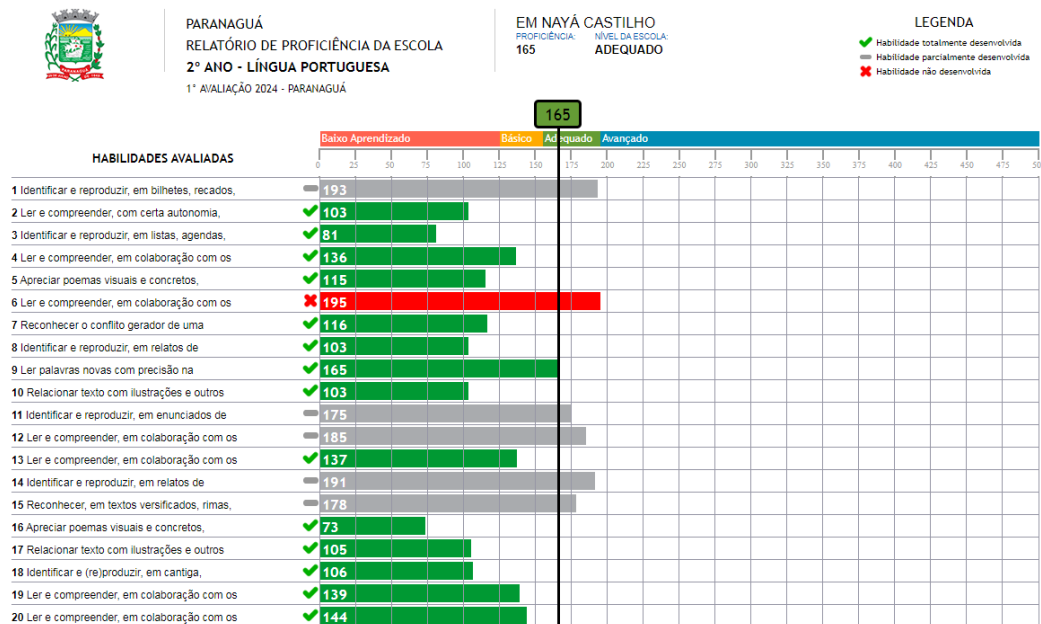 PARANAGUÁ
RELATÓRIO DE PROFICIÊNCIA DA ESCOLA
2º ANO - LÍNGUA PORTUGUESA
1° AVALIAÇÃO 2024 - PARANAGUÁ
EM NAYÁ CASTILHO
PROFICIÊNCIA: NÍVEL DA ESCOLA:
165 ADEQUADO
LEGENDA
Habilidade totalmente desenvolvida
Habilidade parcialmente desenvolvida
Habilidade não desenvolvida
165
Baixo Aprendizado Básico Adequado Avançado
HABILIDADES AVALIADAS
0 25 50 75 100 125 150 175 200 225 250 275 300 325 350 375 400 425 450 475 50
1 Identificar e reproduzir, em bilhetes, recados, 193
2 Ler e compreender, com certa autonomia, 103
3 Identificar e reproduzir, em listas, agendas, 81
4 Ler e compreender, em colaboração com os 136
5 Apreciar poemas visuais e concretos, 115
6 Ler e compreender, em colaboração com os 195
7 Reconhecer o conflito gerador de uma 116
8 Identificar e reproduzir, em relatos de 103
9 Ler palavras novas com precisão na 165
10 Relacionar texto com ilustrações e outros 103
11 Identificar e reproduzir, em enunciados de 175
12 Ler e compreender, em colaboração com os 185
13 Ler e compreender, em colaboração com os 137
14 Identificar e reproduzir, em relatos de 191
15 Reconhecer, em textos versificados, rimas, 178
16 Apreciar poemas visuais e concretos, 73
17 Relacionar texto com ilustrações e outros 105
18 Identificar e (re)produzir, em cantiga, 106
19 Ler e compreender, em colaboração com os 139
20 Ler e compreender, em colaboração com os 144